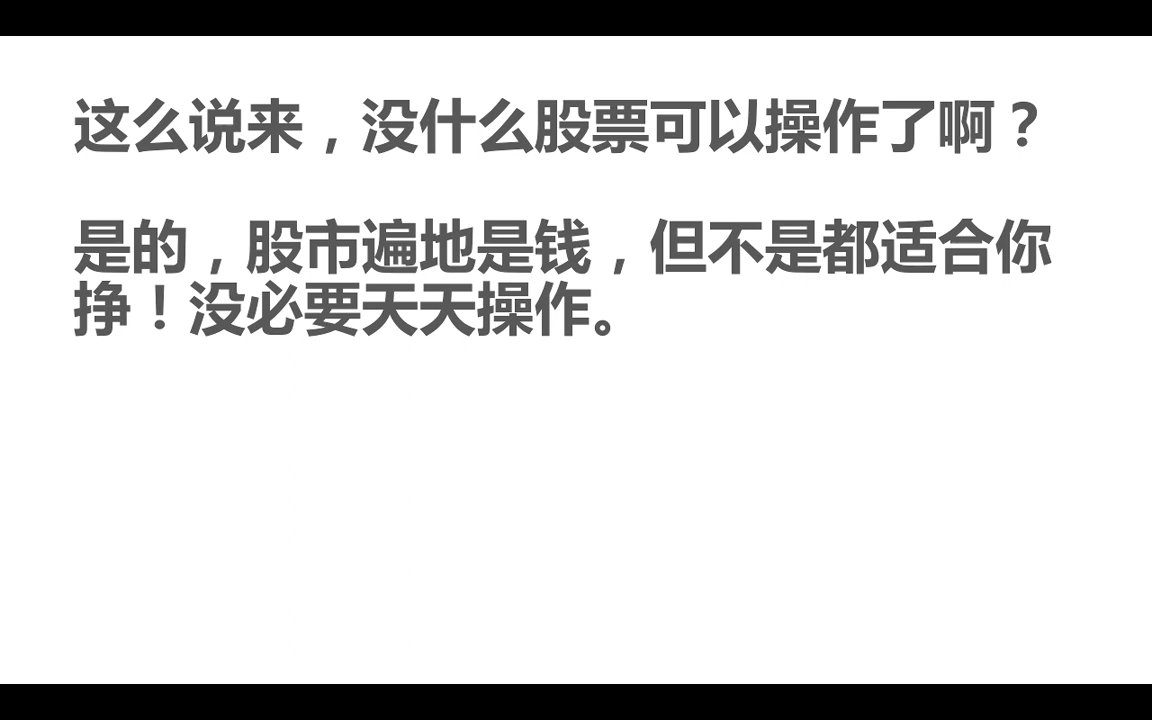 这么说来，没什么股票可以操作了啊？
是的，股市遍地是钱，但不是都适合你
挣！没必要天天操作。